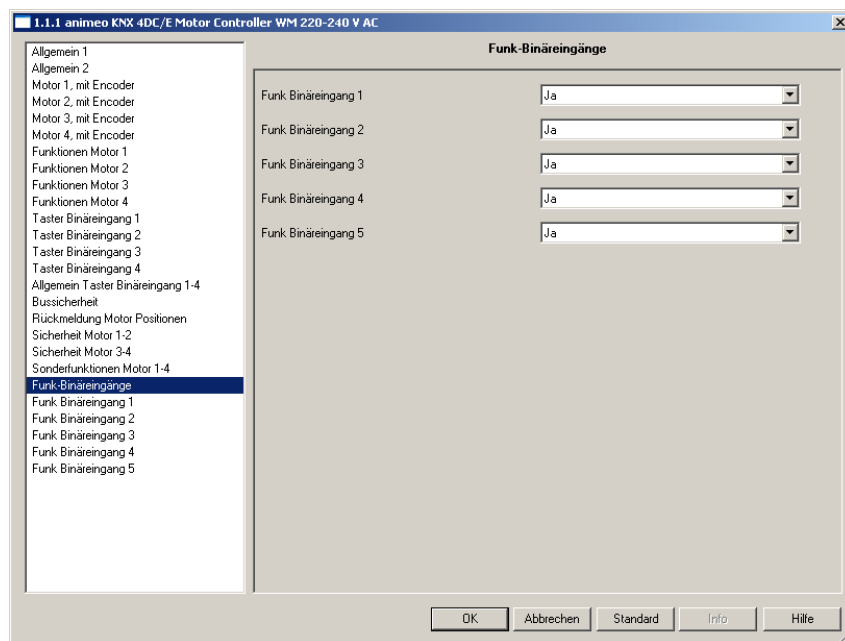 1.1.1 animeo KNX 4DC/E Motor Controller WM 220-240 V AC
Allgemein 1
Allgemein 2
Motor 1, mit Encoder
Motor 2, mit Encoder
Motor 3, mit Encoder
Motor 4, mit Encoder
Funktionen Motor 1
Funktionen Motor 2
Funktionen Motor 3
Funktionen Motor 4
Taster Binäreingang 1
Taster Binäreingang 2
Taster Binäreingang 3
Taster Binäreingang 4
Allgemein Taster Binäreingang 1-4
Bussicherheit
Rückmeldung Motor Positionen
Sicherheit Motor 1-2
Sicherheit Motor 3-4
Sonderfunktionen Motor 1-4
Funk-Binäreingänge
Funk Binäreingang 1
Funk Binäreingang 2
Funk Binäreingang 3
Funk Binäreingang 4
Funk Binäreingang 5
Funk-Binäreingänge
Funk Binäreingang 1 Ja
Funk Binäreingang 2 Ja
Funk Binäreingang 3 Ja
Funk Binäreingang 4 Ja
Funk Binäreingang 5 Ja
OK Abbrechen Standard Info Hilfe